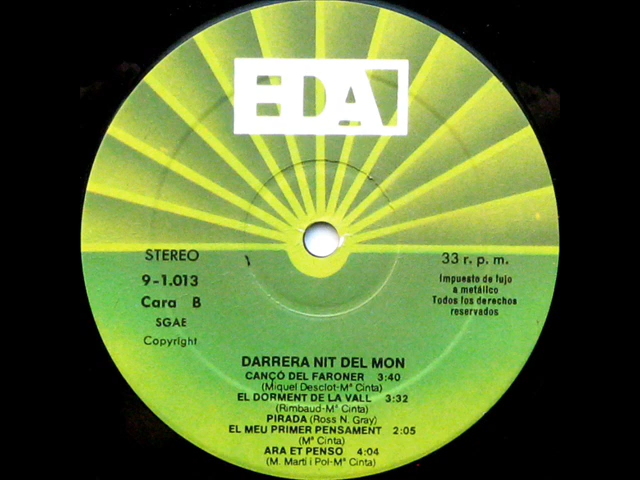 EDA
STEREO
33 r. p. m.
9-1.013
Cara B
SGAE
Copyright
Impuesto de lujo
a metálico
Todos los derechos
reservados
DARRERA NIT DEL MON
CANÇÓ DEL FARONER 3:40
(Miquel Desclot-Mª Cinta)
EL DORMENT DE LA VALL 3:32
(Rimbaud-Mª Cinta)
PIRADA (Ross N. Gray)
EL MEU PRIMER PENSAMENT 2:05
(Mª Cinta)
ARA ET PENSO 4:04
(M. Martí i Pol-Mª Cinta)